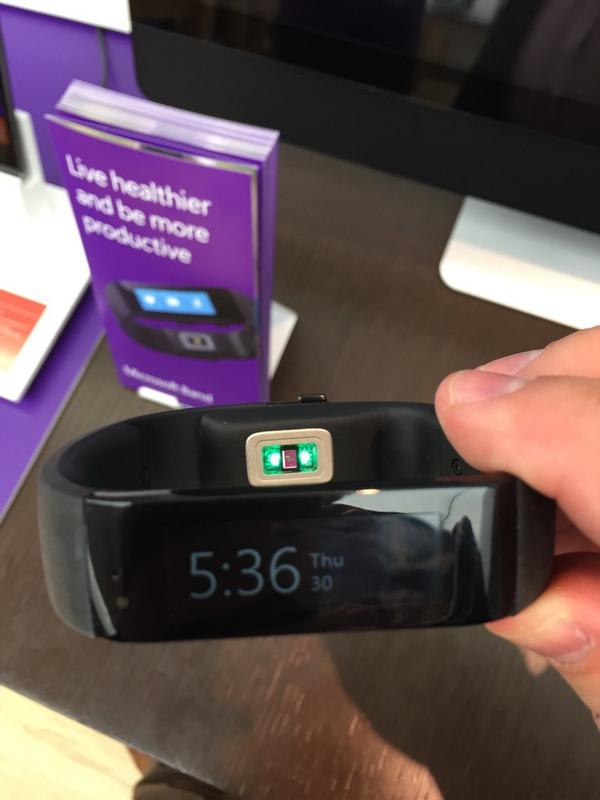 Live healthier
and be more
productive
Microsoft Band
5:36 Thu
30